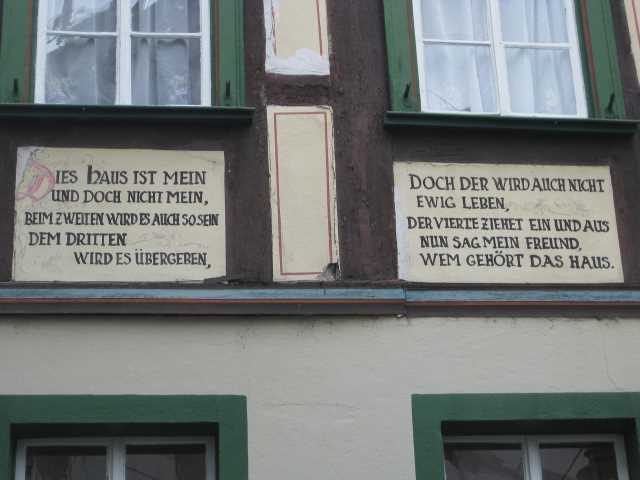 DIES HAUS IST MEIN
UND DOCH NICHT MEIN,
BEIM ZWEITEN WIRD ES AUCH SO SEIN
DEM DRITTEN
WIRD ES ÜBERGEBEN,
DOCH DER WIRD AUCH NICHT
EWIG LEBEN,
DER VIERTE ZIEHET EIN UND AUS
NUN SAG MEIN FREUND,
WEM GEHÖRT DAS HAUS.